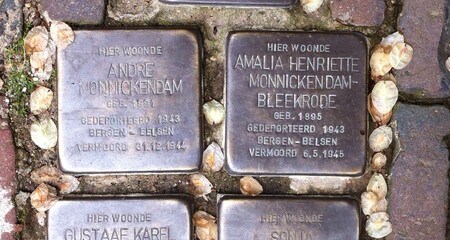 HIER WOONDE
ANDRE
MONNICKENDAM
GEB. 1891
GEDEPORTEERD 1943
BERGEN - BELSEN
VERMOORD 31.12.1944
HIER WOONDE
AMALIA HENRIETTE
MONNICKENDAM-
BLEEKRODE
GEB. 1895
GEDEPORTEERD 1943
BERGEN-BELSEN
VERMOORD 6.5.1945
HIER WOONDE
GUSTAAF KAREL
HIER WOONDE
SONJA